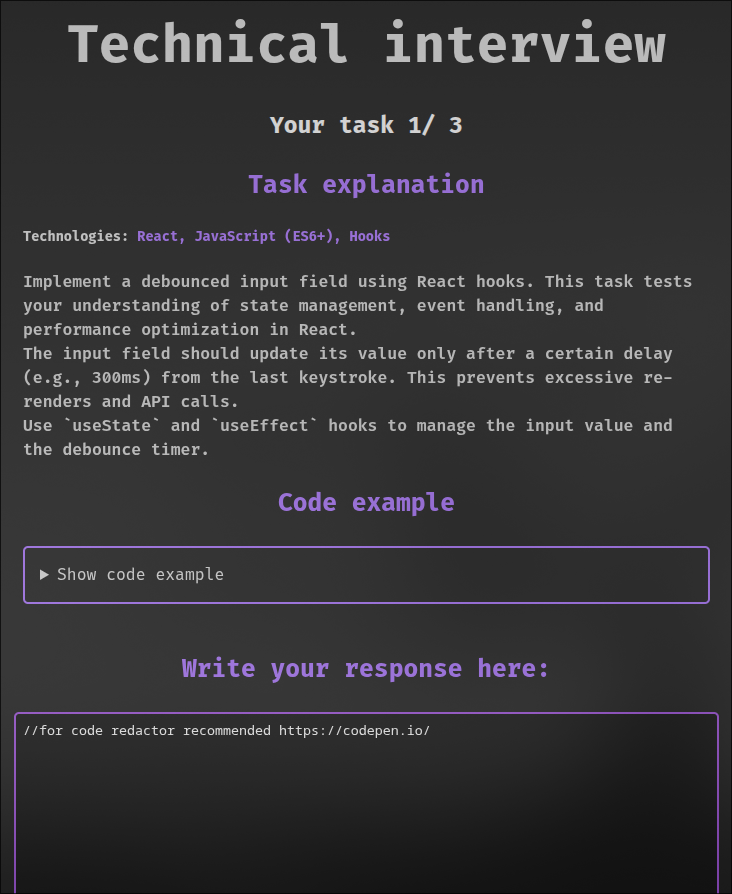 Technical interview
Your task 1/ 3
Task explanation
Technologies: React, JavaScript (ES6+), Hooks
Implement a debounced input field using React hooks. This task tests
your understanding of state management, event handling, and
performance optimization in React.
The input field should update its value only after a certain delay
(e.g., 300ms) from the last keystroke. This prevents excessive re-
renders and API calls.
Use `useState` and `useEffect` hooks to manage the input value and
the debounce timer.
Code example
▶ Show code example
Write your response here:
//for code redactor recommended https://codepen.io/